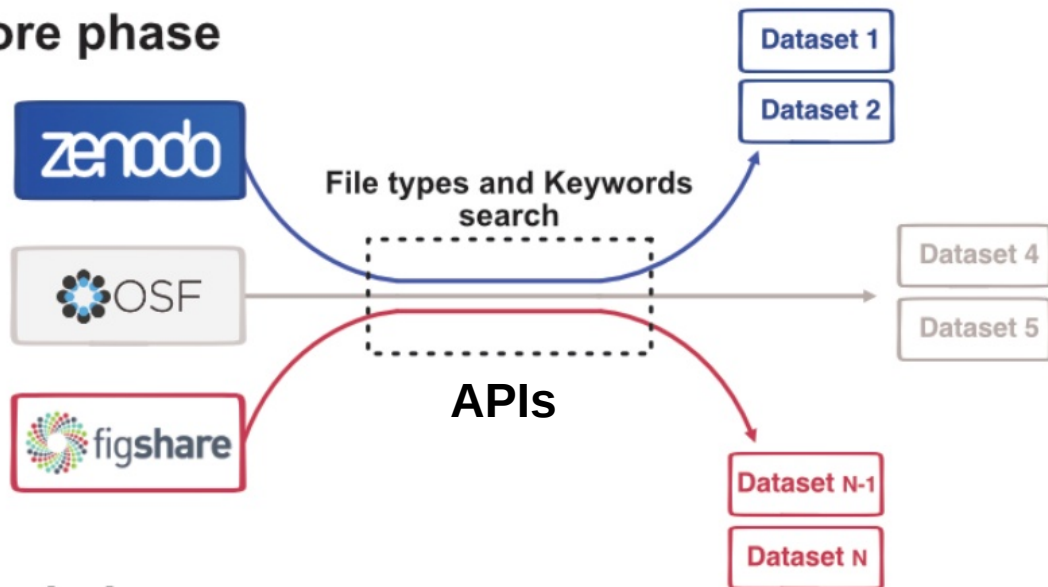 ore phase
zenodo
File types and Keywords
search
OSF
figshare
APIs
Dataset 1
Dataset 2
Dataset 4
Dataset 5
Dataset N-1
Dataset N